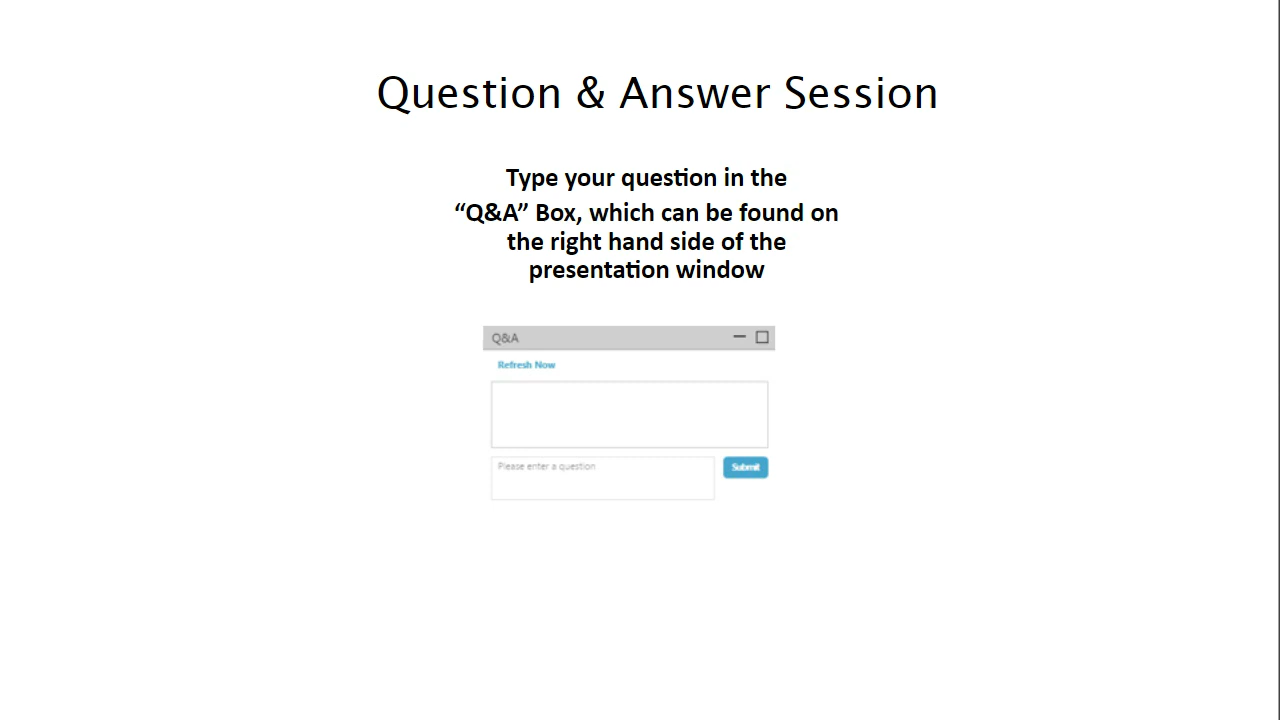 Question & Answer Session
Type your question in the
“Q&A” Box, which can be found on
the right hand side of the
presentation window
Q&A
Refresh Now
Please enter a question
Submit